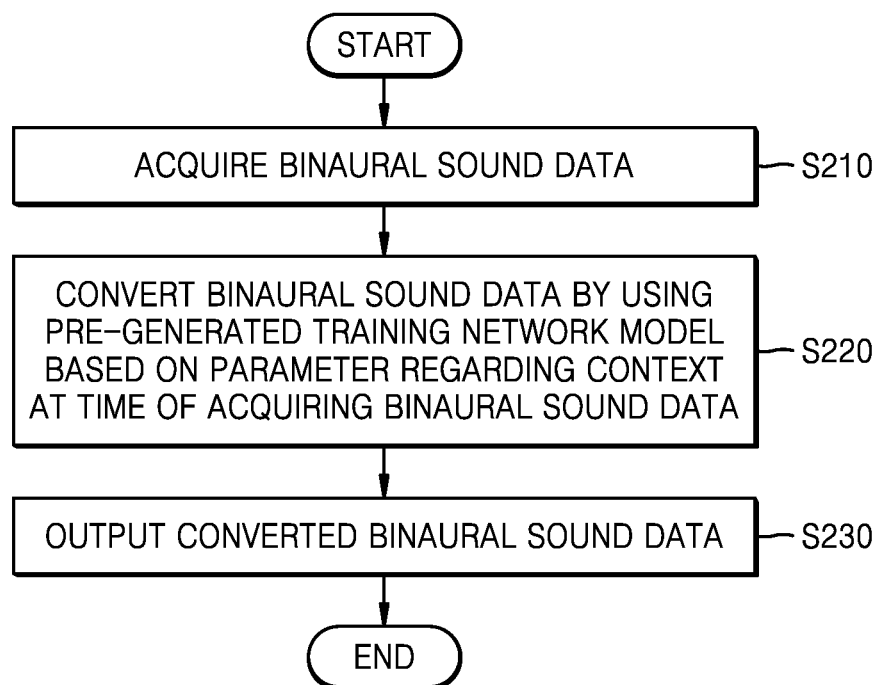 START
ACQUIRE BINAURAL SOUND DATA
S210
CONVERT BINAURAL SOUND DATA BY USING
PRE-GENERATED TRAINING NETWORK MODEL
BASED ON PARAMETER REGARDING CONTEXT
AT TIME OF ACQUIRING BINAURAL SOUND DATA
S220
OUTPUT CONVERTED BINAURAL SOUND DATA
S230
END